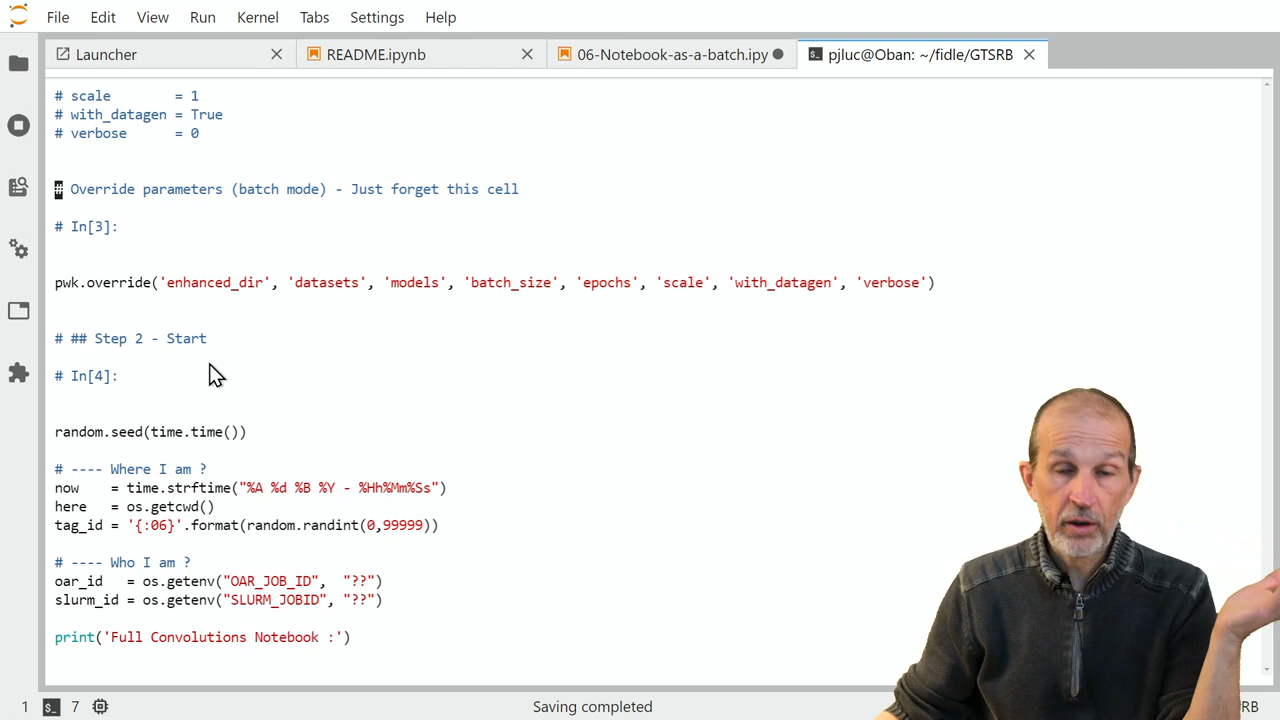 File Edit View Run Kernel Tabs Settings Help
Launcher README.ipynb 06-Notebook-as-a-batch.ipy pjluc@Oban: ~/fidle/GTSRB
# scale        = 1
# with_datagen = True
# verbose      = 0
# Override parameters (batch mode) - Just forget this cell
# In[3]:
pwk.override('enhanced_dir', 'datasets', 'models', 'batch_size', 'epochs', 'scale', 'with_datagen', 'verbose')
# ## Step 2 - Start
# In[4]:
random.seed(time.time())
# ---- Where I am ?
now    = time.strftime("%A %d %B %Y - %Hh%Mm%Ss")
here   = os.getcwd()
tag_id = '{:06}'.format(random.randint(0,99999))
# ---- Who I am ?
oar_id   = os.getenv("OAR_JOB_ID",  "??")
slurm_id = os.getenv("SLURM_JOBID", "??")
print('Full Convolutions Notebook :')
1 $_ 7 Saving completed RB